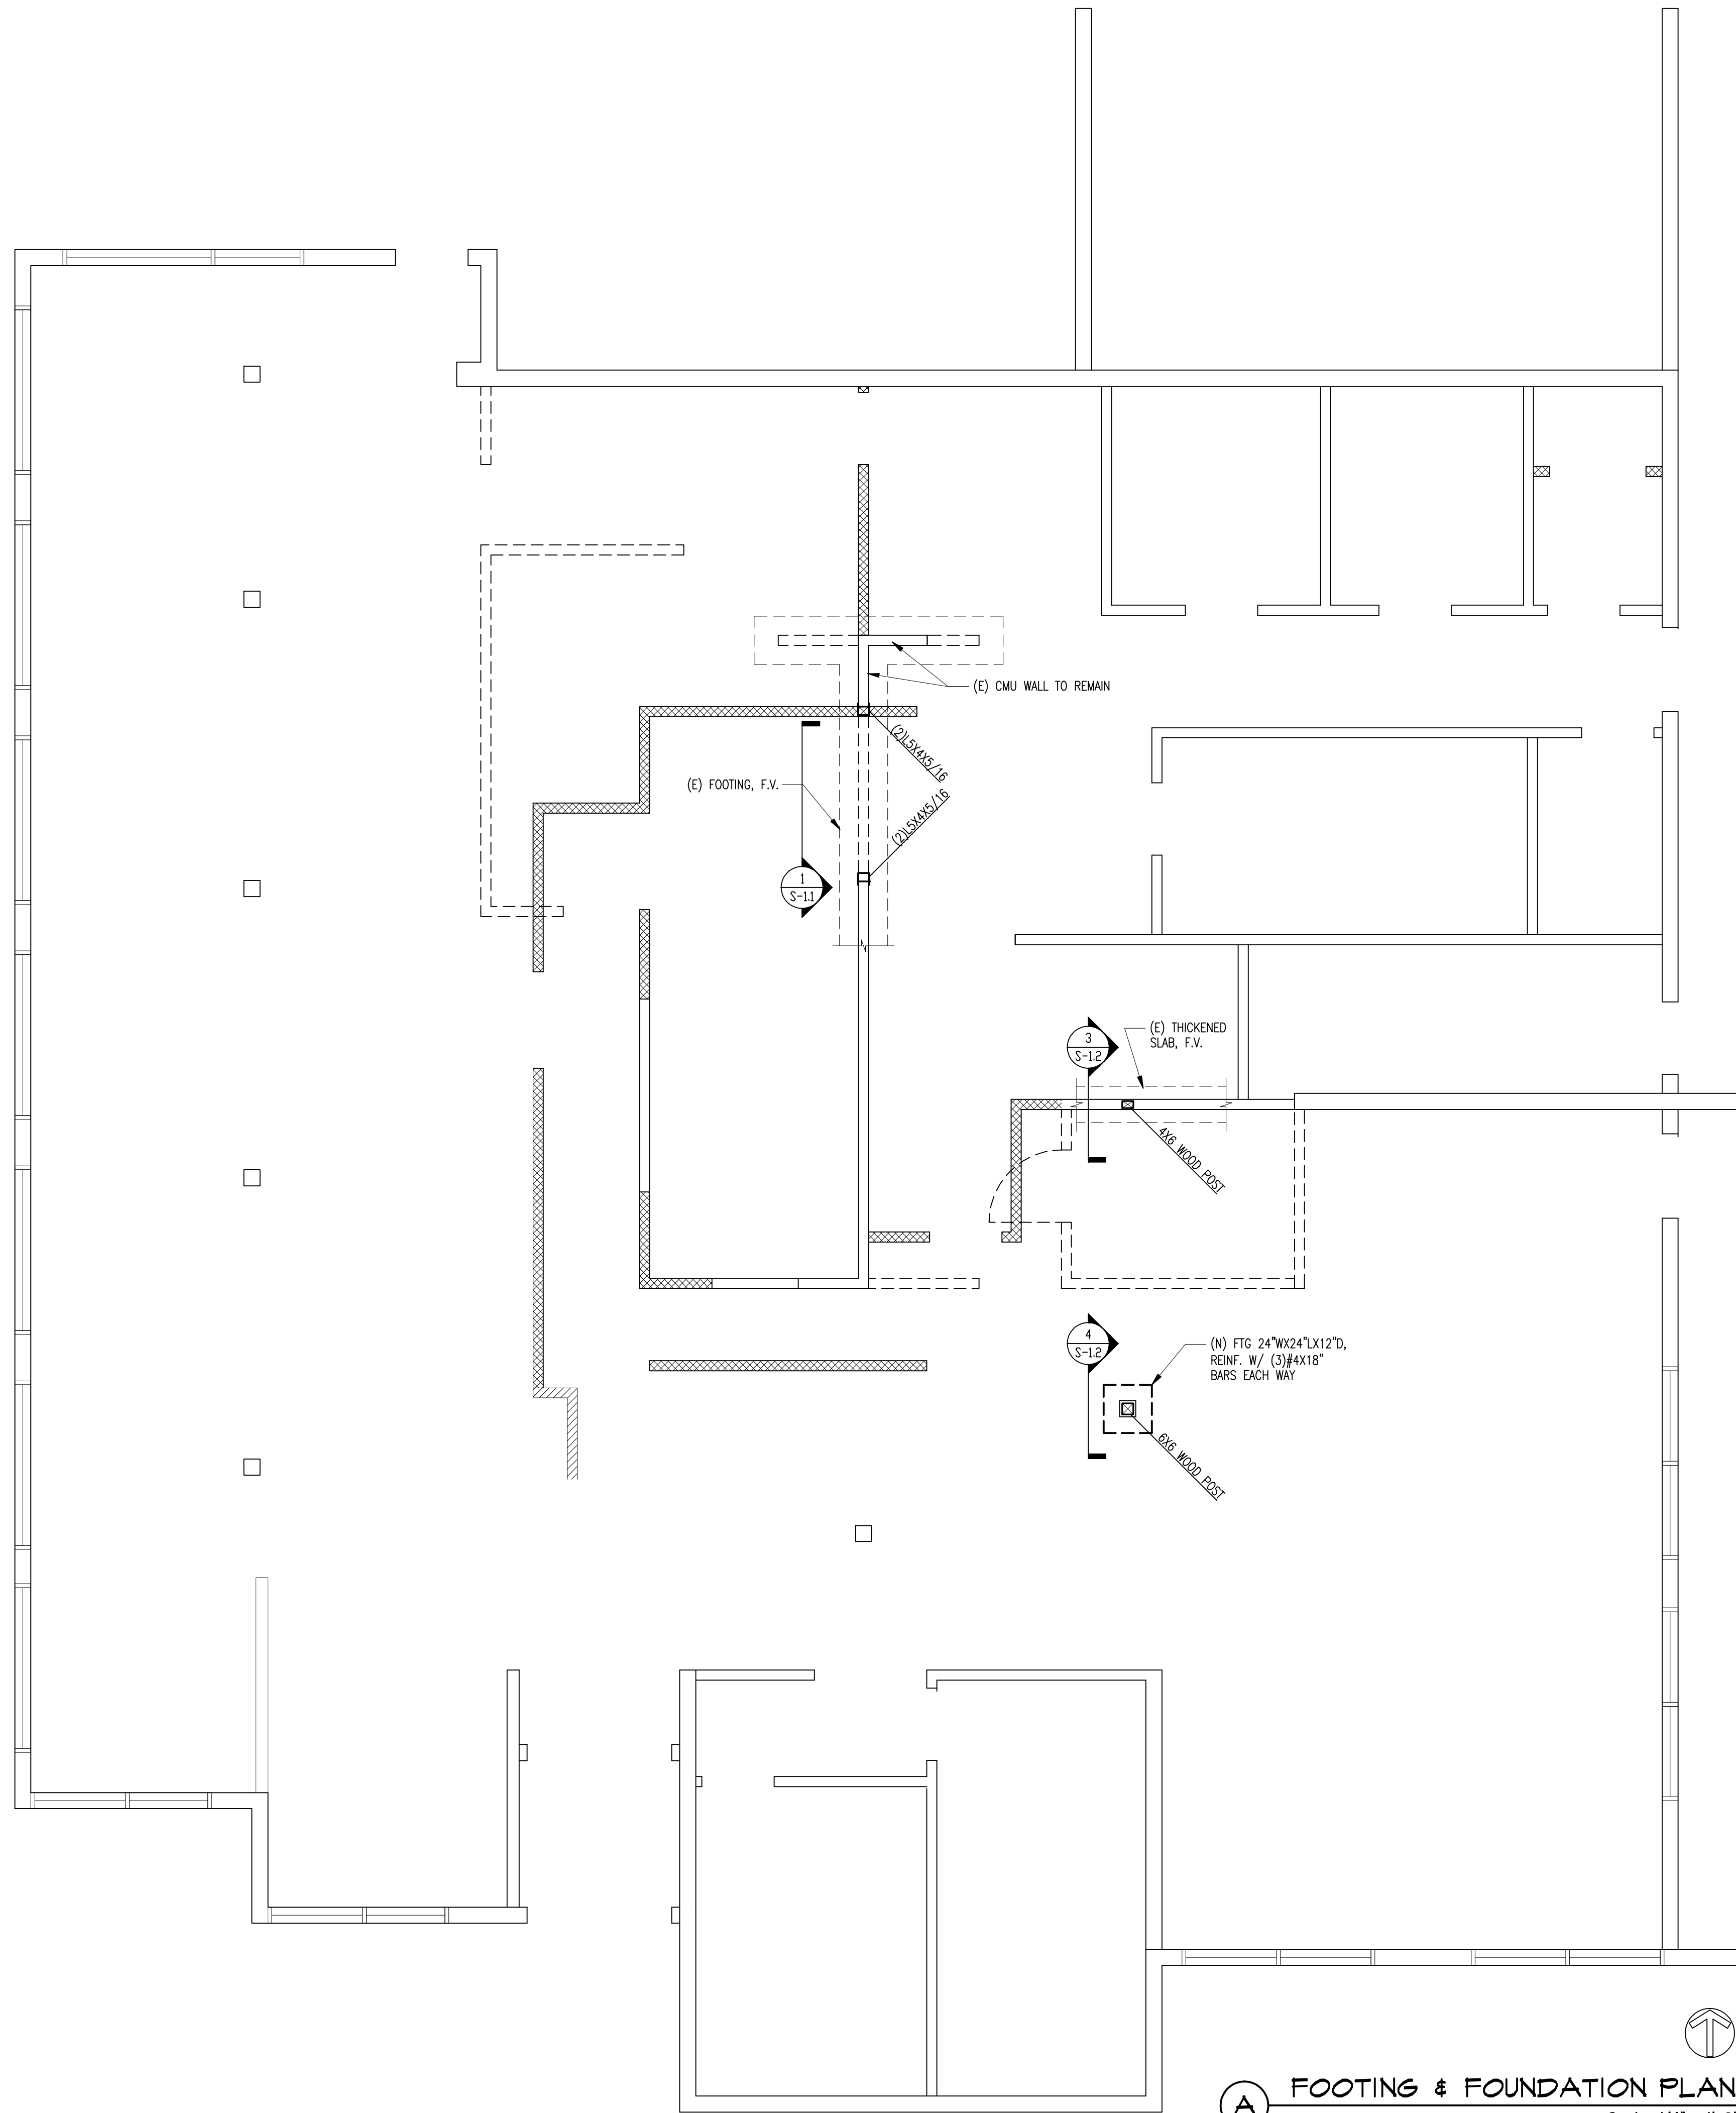 (E) CMU WALL TO REMAIN
(2)L5X4X5/16
(E) FOOTING, F.V.
(2)L5X4X5/16
1
S-1.1
3
S-1.2
(E) THICKENED
SLAB, F.V.
4X6 WOOD POST
4
S-1.2
(N) FTG 24"WX24"LX12"D,
REINF. W/ (3)#4X18"
BARS EACH WAY
6X6 WOOD POST
A
FOOTING & FOUNDATION PLAN